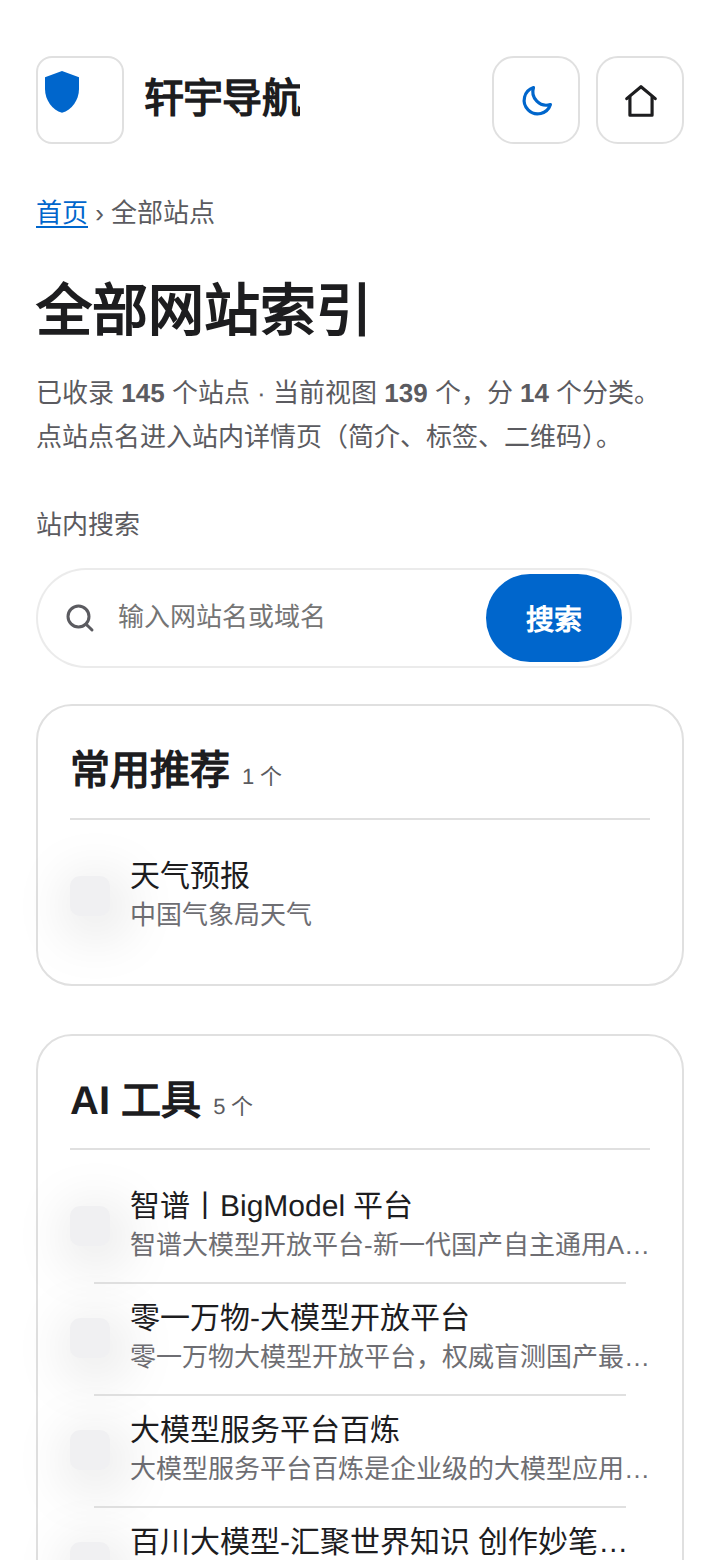 轩宇导航
首页 › 全部站点
全部网站索引
已收录 145 个站点 · 当前视图 139 个，分 14 个分类。
点站点名进入站内详情页（简介、标签、二维码）。
站内搜索
输入网站名或域名
搜索
常用推荐 1 个
天气预报
中国气象局天气
AI 工具 5 个
智谱丨BigModel 平台
智谱大模型开放平台-新一代国产自主通用A…
零一万物-大模型开放平台
零一万物大模型开放平台，权威盲测国产最…
大模型服务平台百炼
大模型服务平台百炼是企业级的大模型应用…
百川大模型-汇聚世界知识 创作妙笔…